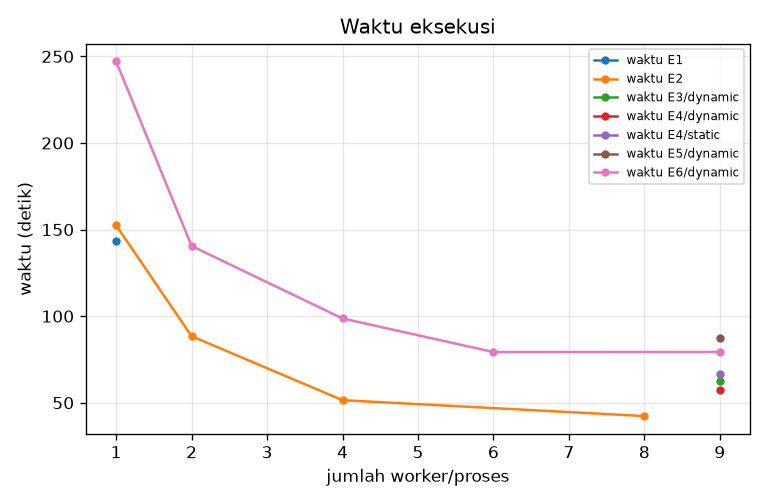 Waktu eksekusi
waktu (detik)
250
200
150
100
50
waktu E1
waktu E2
waktu E3/dynamic
waktu E4/dynamic
waktu E4/static
waktu E5/dynamic
waktu E6/dynamic
1 2 3 4 5 6 7 8 9
jumlah worker/proses